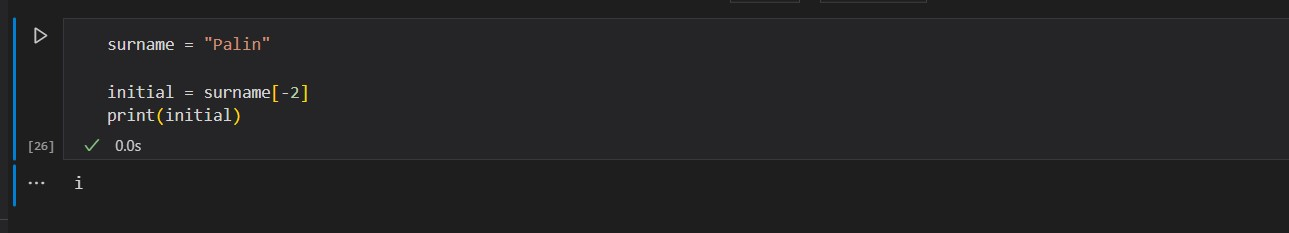 surname = "Palin"
initial = surname[-2]
print(initial)
[26]
0.0s
i